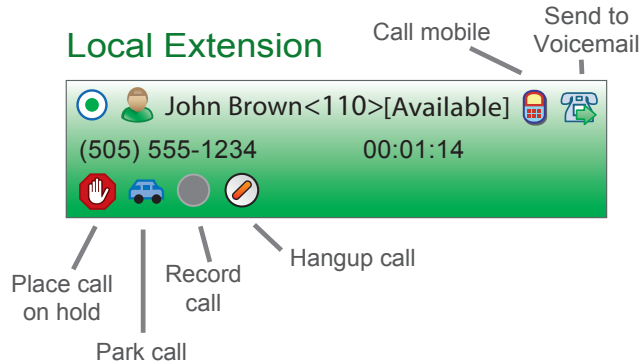 Send to
Voicemail
Call mobile
Local Extension
John Brown<110>[Available]
(505) 555-1234 00:01:14
Hangup call
Record
call
Place call
on hold
Park call